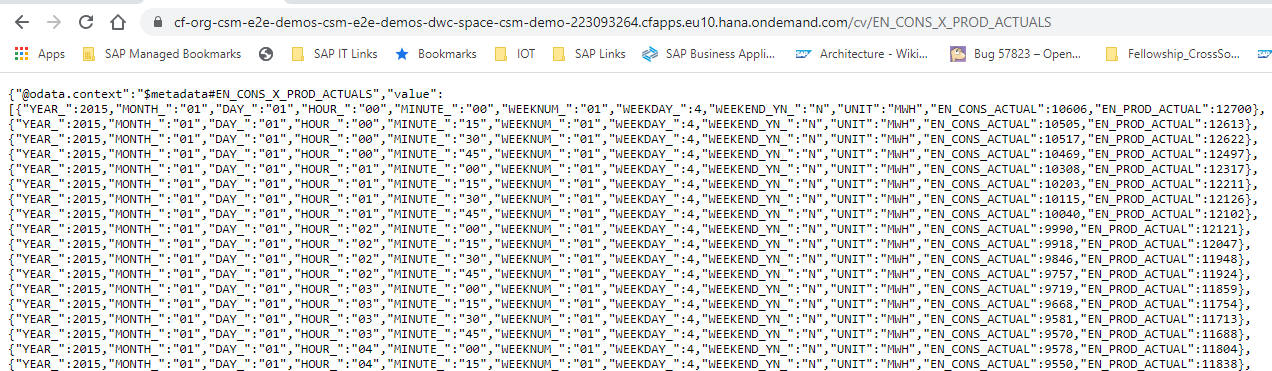 cf-org-csm-e2e-demos-csm-e2e-demos-dwc-space-csm-demo-223093264.cfapps.eu10.hana.ondemand.com/cv/EN_CONS_X_PROD_ACTUALS
Apps SAP Managed Bookmarks SAP IT Links Bookmarks IOT SAP Links SAP Business Appli... Architecture - Wiki... Bug 57823 – Open... Fellowship_CrossSo...
{"@odata.context":"$metadata#EN_CONS_X_PROD_ACTUALS","value":
[{"YEAR_":2015,"MONTH_":"01","DAY_":"01","HOUR_":"00","MINUTE_":"00","WEEKNUM_":"01","WEEKDAY_":4,"WEEKEND_YN_":"N","UNIT":"MWH","EN_CONS_ACTUAL":10606,"EN_PROD_ACTUAL":12700},
{"YEAR_":2015,"MONTH_":"01","DAY_":"01","HOUR_":"00","MINUTE_":"15","WEEKNUM_":"01","WEEKDAY_":4,"WEEKEND_YN_":"N","UNIT":"MWH","EN_CONS_ACTUAL":10505,"EN_PROD_ACTUAL":12613},
{"YEAR_":2015,"MONTH_":"01","DAY_":"01","HOUR_":"00","MINUTE_":"30","WEEKNUM_":"01","WEEKDAY_":4,"WEEKEND_YN_":"N","UNIT":"MWH","EN_CONS_ACTUAL":10517,"EN_PROD_ACTUAL":12622},
{"YEAR_":2015,"MONTH_":"01","DAY_":"01","HOUR_":"00","MINUTE_":"45","WEEKNUM_":"01","WEEKDAY_":4,"WEEKEND_YN_":"N","UNIT":"MWH","EN_CONS_ACTUAL":10469,"EN_PROD_ACTUAL":12497},
{"YEAR_":2015,"MONTH_":"01","DAY_":"01","HOUR_":"01","MINUTE_":"00","WEEKNUM_":"01","WEEKDAY_":4,"WEEKEND_YN_":"N","UNIT":"MWH","EN_CONS_ACTUAL":10308,"EN_PROD_ACTUAL":12317},
{"YEAR_":2015,"MONTH_":"01","DAY_":"01","HOUR_":"01","MINUTE_":"15","WEEKNUM_":"01","WEEKDAY_":4,"WEEKEND_YN_":"N","UNIT":"MWH","EN_CONS_ACTUAL":10203,"EN_PROD_ACTUAL":12211},
{"YEAR_":2015,"MONTH_":"01","DAY_":"01","HOUR_":"01","MINUTE_":"30","WEEKNUM_":"01","WEEKDAY_":4,"WEEKEND_YN_":"N","UNIT":"MWH","EN_CONS_ACTUAL":10115,"EN_PROD_ACTUAL":12126},
{"YEAR_":2015,"MONTH_":"01","DAY_":"01","HOUR_":"01","MINUTE_":"45","WEEKNUM_":"01","WEEKDAY_":4,"WEEKEND_YN_":"N","UNIT":"MWH","EN_CONS_ACTUAL":10040,"EN_PROD_ACTUAL":12102},
{"YEAR_":2015,"MONTH_":"01","DAY_":"01","HOUR_":"02","MINUTE_":"00","WEEKNUM_":"01","WEEKDAY_":4,"WEEKEND_YN_":"N","UNIT":"MWH","EN_CONS_ACTUAL":9990,"EN_PROD_ACTUAL":12121},
{"YEAR_":2015,"MONTH_":"01","DAY_":"01","HOUR_":"02","MINUTE_":"15","WEEKNUM_":"01","WEEKDAY_":4,"WEEKEND_YN_":"N","UNIT":"MWH","EN_CONS_ACTUAL":9918,"EN_PROD_ACTUAL":12047},
{"YEAR_":2015,"MONTH_":"01","DAY_":"01","HOUR_":"02","MINUTE_":"30","WEEKNUM_":"01","WEEKDAY_":4,"WEEKEND_YN_":"N","UNIT":"MWH","EN_CONS_ACTUAL":9846,"EN_PROD_ACTUAL":11948},
{"YEAR_":2015,"MONTH_":"01","DAY_":"01","HOUR_":"02","MINUTE_":"45","WEEKNUM_":"01","WEEKDAY_":4,"WEEKEND_YN_":"N","UNIT":"MWH","EN_CONS_ACTUAL":9757,"EN_PROD_ACTUAL":11924},
{"YEAR_":2015,"MONTH_":"01","DAY_":"01","HOUR_":"03","MINUTE_":"00","WEEKNUM_":"01","WEEKDAY_":4,"WEEKEND_YN_":"N","UNIT":"MWH","EN_CONS_ACTUAL":9719,"EN_PROD_ACTUAL":11859},
{"YEAR_":2015,"MONTH_":"01","DAY_":"01","HOUR_":"03","MINUTE_":"15","WEEKNUM_":"01","WEEKDAY_":4,"WEEKEND_YN_":"N","UNIT":"MWH","EN_CONS_ACTUAL":9668,"EN_PROD_ACTUAL":11754},
{"YEAR_":2015,"MONTH_":"01","DAY_":"01","HOUR_":"03","MINUTE_":"30","WEEKNUM_":"01","WEEKDAY_":4,"WEEKEND_YN_":"N","UNIT":"MWH","EN_CONS_ACTUAL":9581,"EN_PROD_ACTUAL":11713},
{"YEAR_":2015,"MONTH_":"01","DAY_":"01","HOUR_":"03","MINUTE_":"45","WEEKNUM_":"01","WEEKDAY_":4,"WEEKEND_YN_":"N","UNIT":"MWH","EN_CONS_ACTUAL":9570,"EN_PROD_ACTUAL":11688},
{"YEAR_":2015,"MONTH_":"01","DAY_":"01","HOUR_":"04","MINUTE_":"00","WEEKNUM_":"01","WEEKDAY_":4,"WEEKEND_YN_":"N","UNIT":"MWH","EN_CONS_ACTUAL":9578,"EN_PROD_ACTUAL":11804},
{"YEAR_":2015,"MONTH_":"01","DAY_":"01","HOUR_":"04","MINUTE_":"15","WEEKNUM_":"01","WEEKDAY_":4,"WEEKEND_YN_":"N","UNIT":"MWH","EN_CONS_ACTUAL":9550,"EN_PROD_ACTUAL":11838},